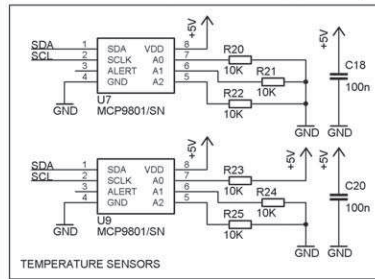 +5V
SDA 1 SDA VDD 8 R20
SCL 2 SCLK A0 7 10K
3 ALERT A1 6 R21
4 GND A2 5 10K
R22
10K
GND
U7
MCP9801/SN
GND
+5V
C18
100n
GND
+5V
+5V
SDA 1 SDA VDD 8 R23
SCL 2 SCLK A0 7 10K
3 ALERT A1 6 R24
4 GND A2 5 10K
R25
10K
GND
U9
MCP9801/SN
GND
+5V
C20
100n
GND
TEMPERATURE SENSORS